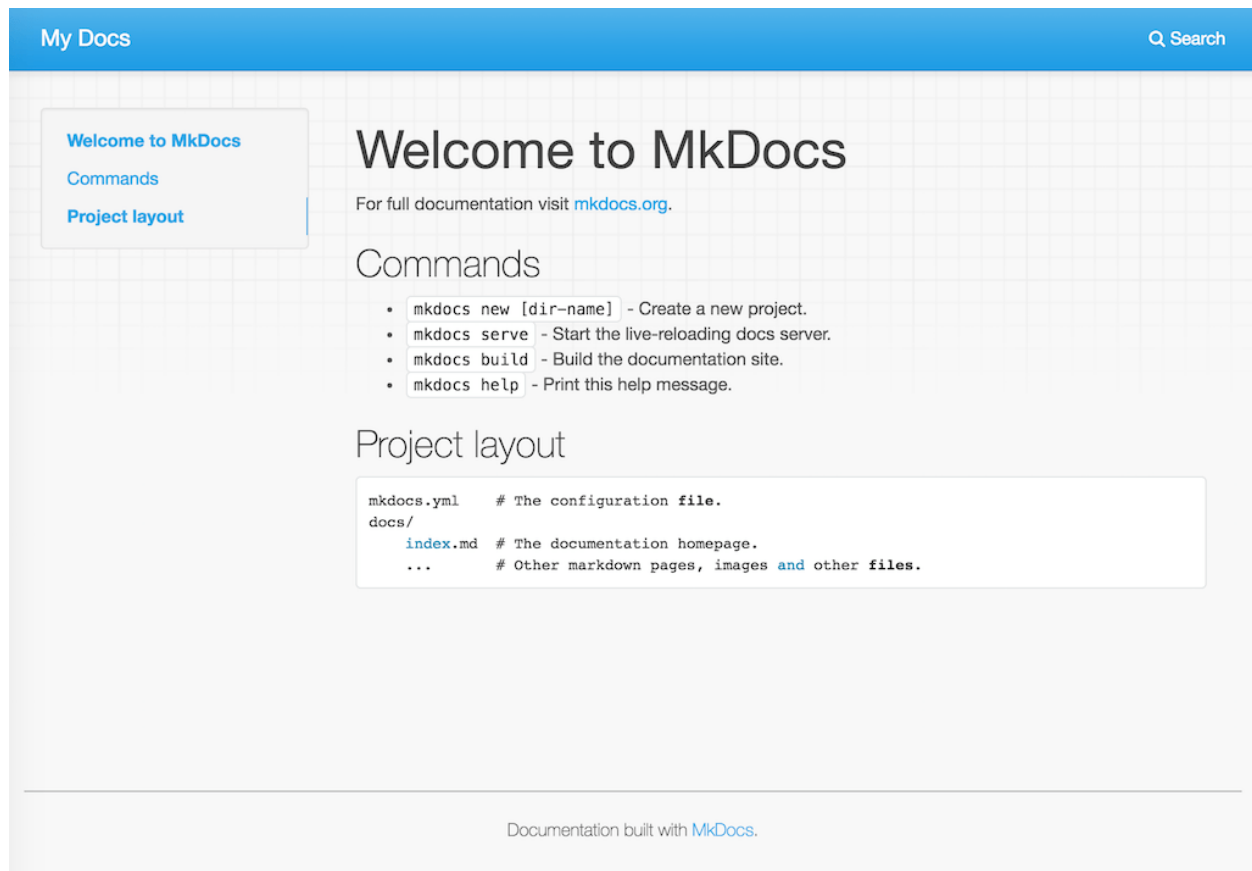 My Docs
Search
Welcome to MkDocs
Commands
Project layout
Welcome to MkDocs
For full documentation visit mkdocs.org.
Commands
• mkdocs new [dir-name] - Create a new project.
• mkdocs serve - Start the live-reloading docs server.
• mkdocs build - Build the documentation site.
• mkdocs help - Print this help message.
Project layout
mkdocs.yml    # The configuration file.
docs/
    index.md  # The documentation homepage.
    ...       # Other markdown pages, images and other files.
Documentation built with MkDocs.